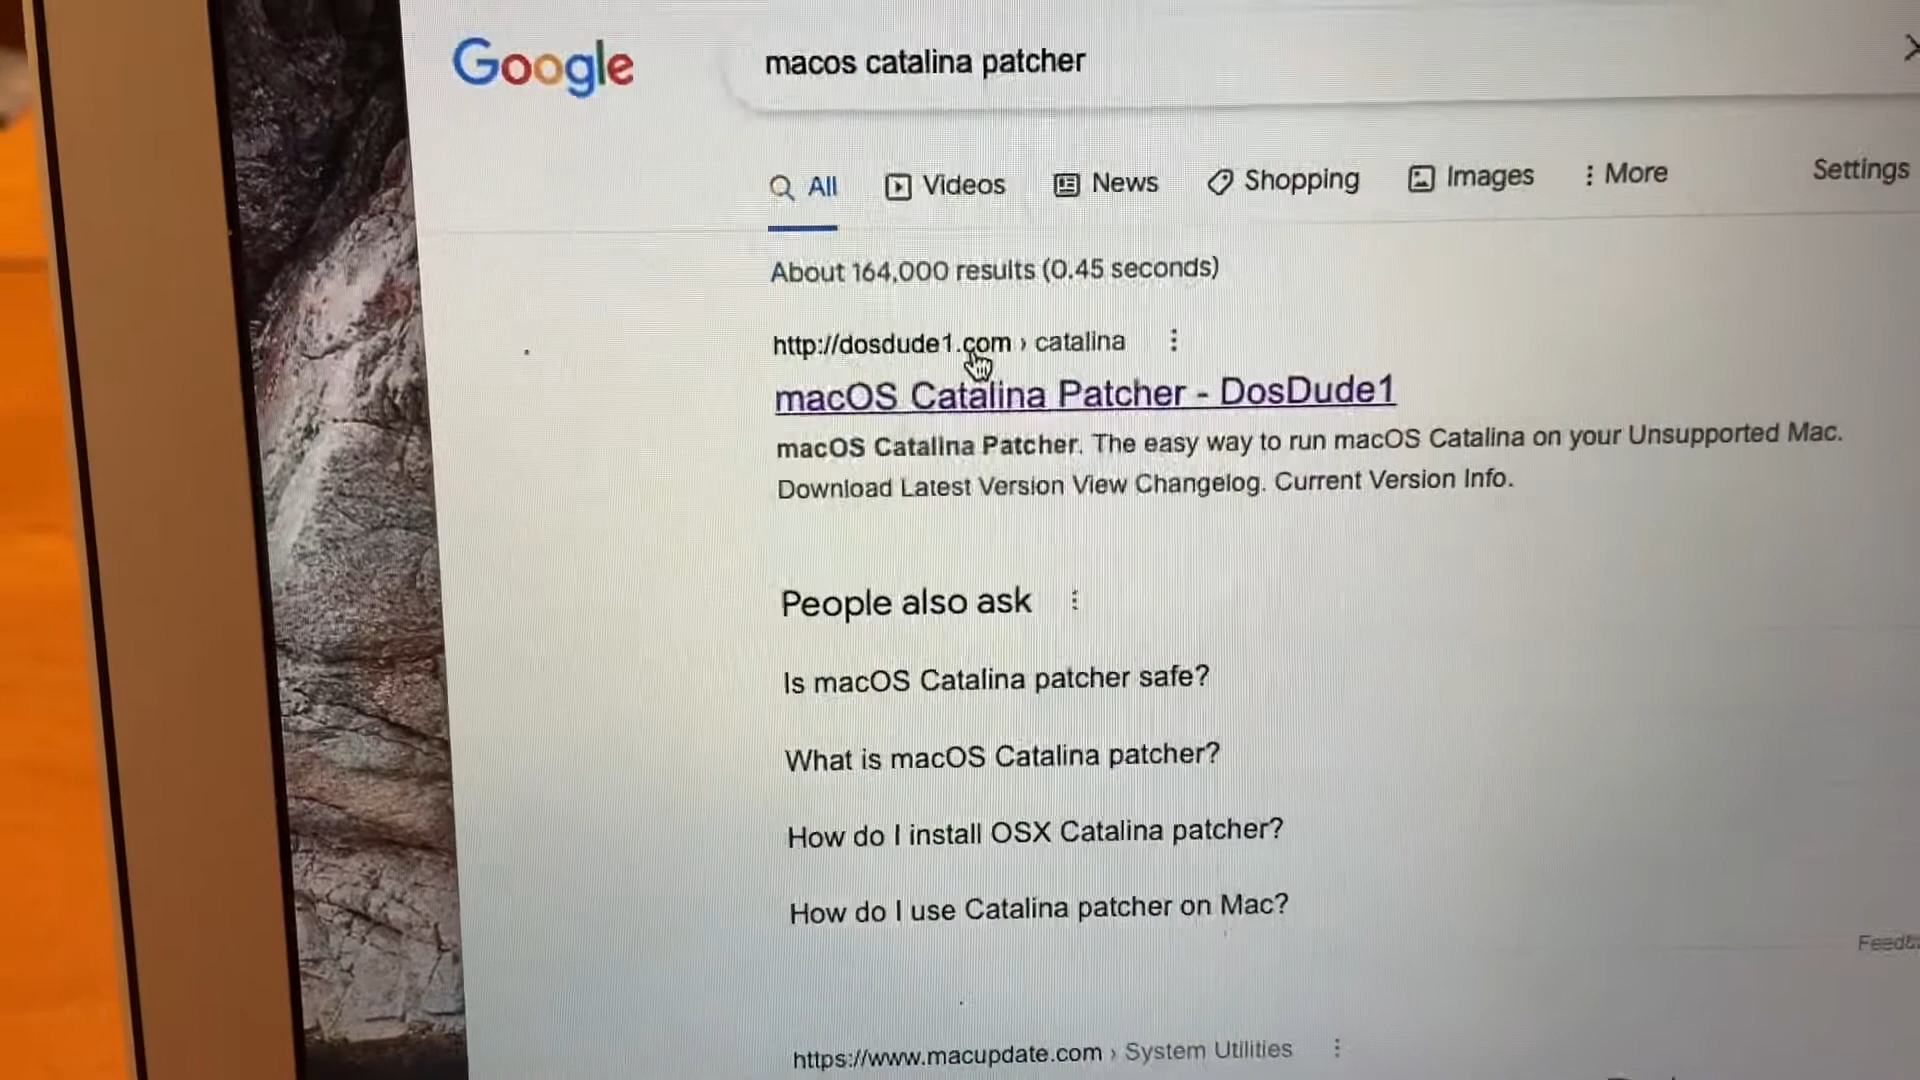 Google
macos catalina patcher
All Videos News Shopping Images More Settings
About 164,000 results (0.45 seconds)
http://dosdude1.com › catalina
macOS Catalina Patcher - DosDude1
macOS Catalina Patcher. The easy way to run macOS Catalina on your Unsupported Mac.
Download Latest Version View Changelog. Current Version Info.
People also ask
Is macOS Catalina patcher safe?
What is macOS Catalina patcher?
How do I install OSX Catalina patcher?
How do I use Catalina patcher on Mac?
https://www.macupdate.com › System Utilities